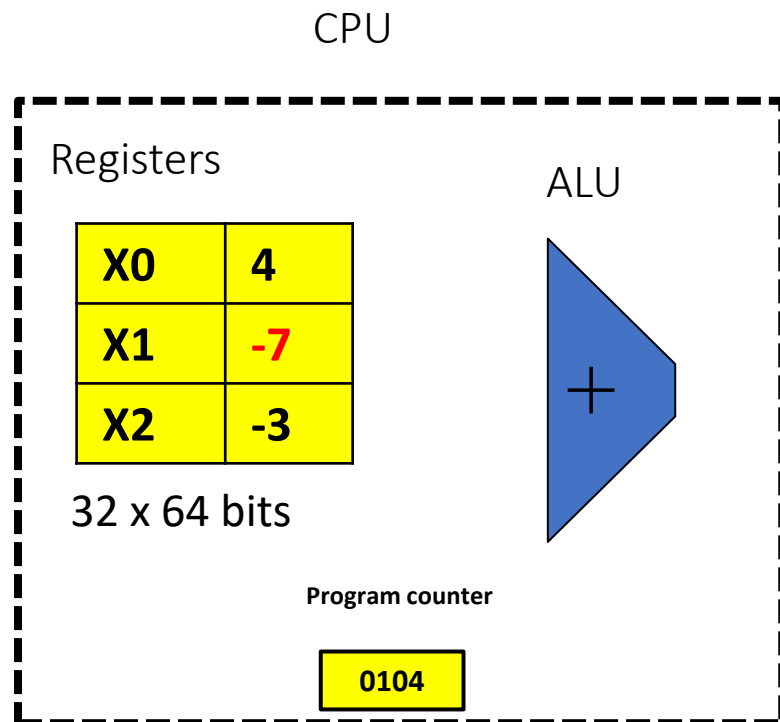 CPU
Registers
ALU
X0 4
X1 -7
X2 -3
+
32 x 64 bits
Program counter
0104